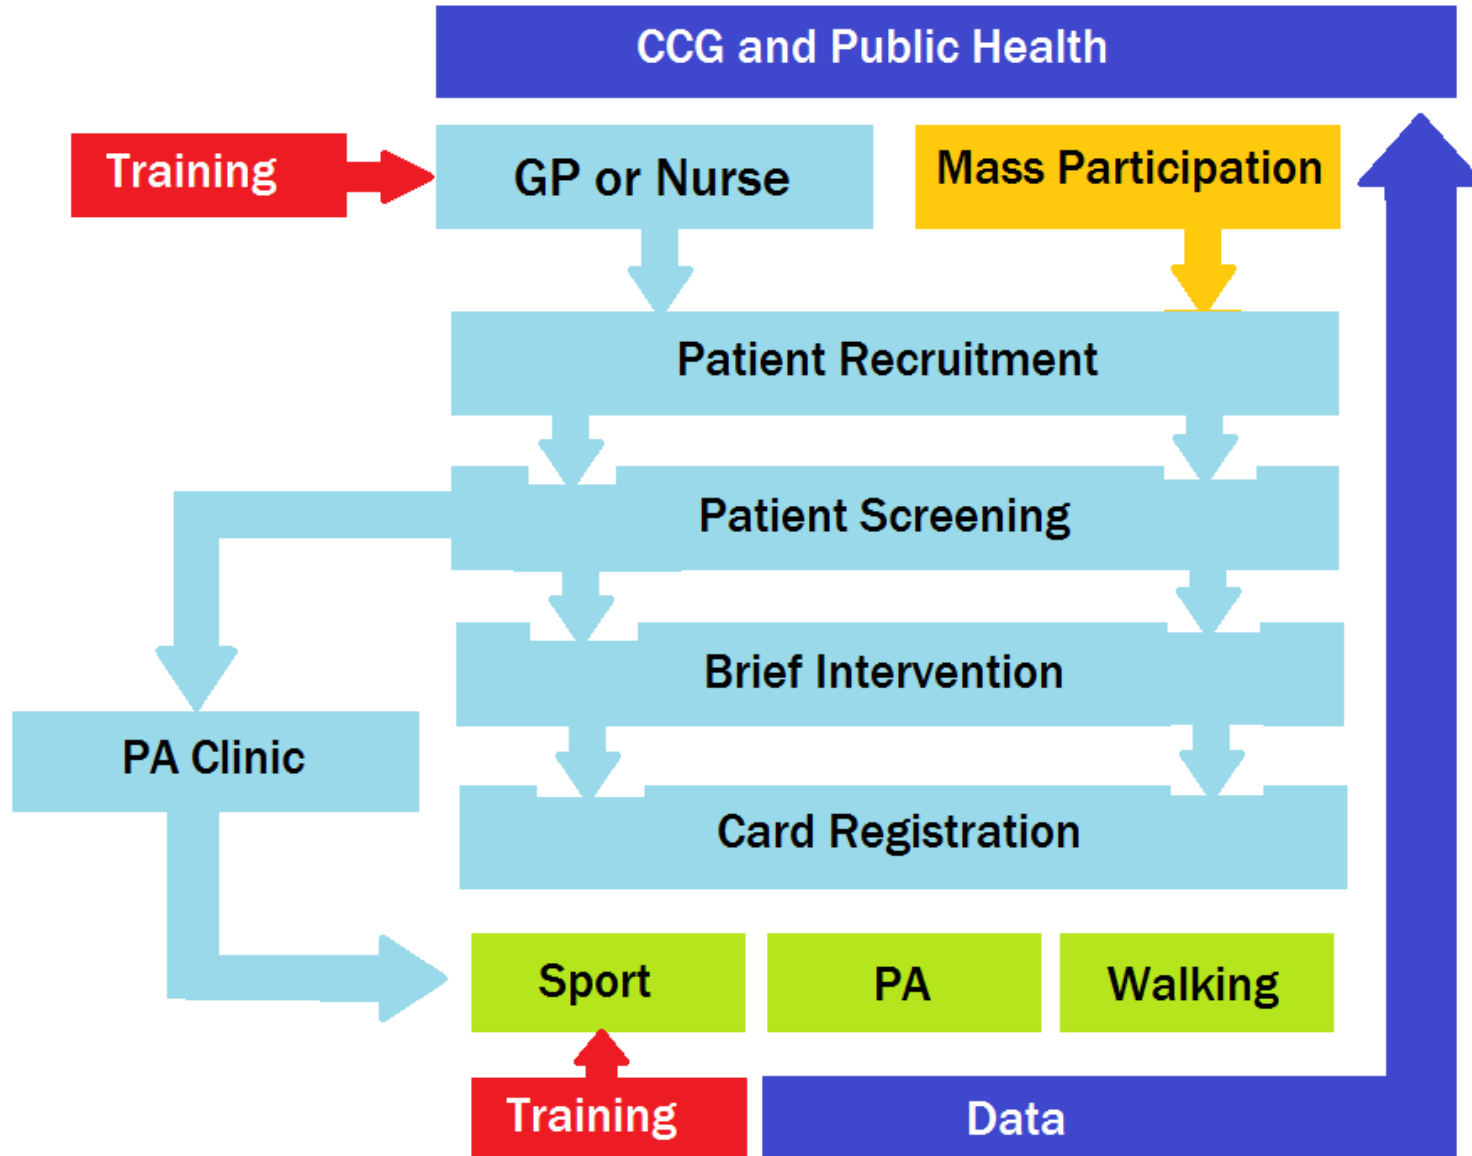 CCG and Public Health
Training
GP or Nurse
Mass Participation
Patient Recruitment
Patient Screening
Brief Intervention
PA Clinic
Card Registration
Sport
PA
Walking
Training
Data